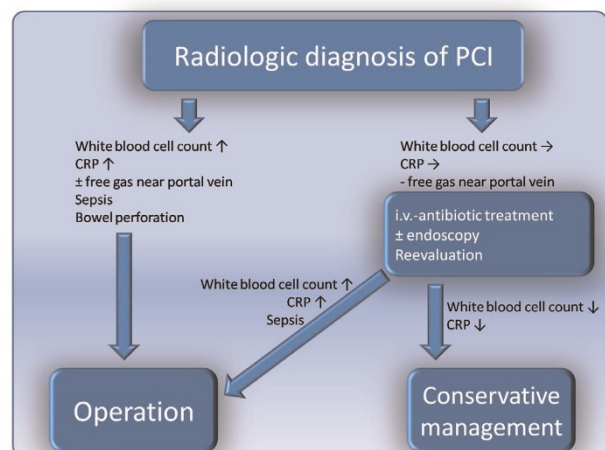 Radiologic diagnosis of PCI
White blood cell count ↑
CRP ↑
± free gas near portal vein
Sepsis
Bowel perforation
White blood cell count →
CRP →
- free gas near portal vein
i.v.-antibiotic treatment
± endoscopy
Reevaluation
White blood cell count ↑
CRP ↑
Sepsis
White blood cell count ↓
CRP ↓
Operation
Conservative
management